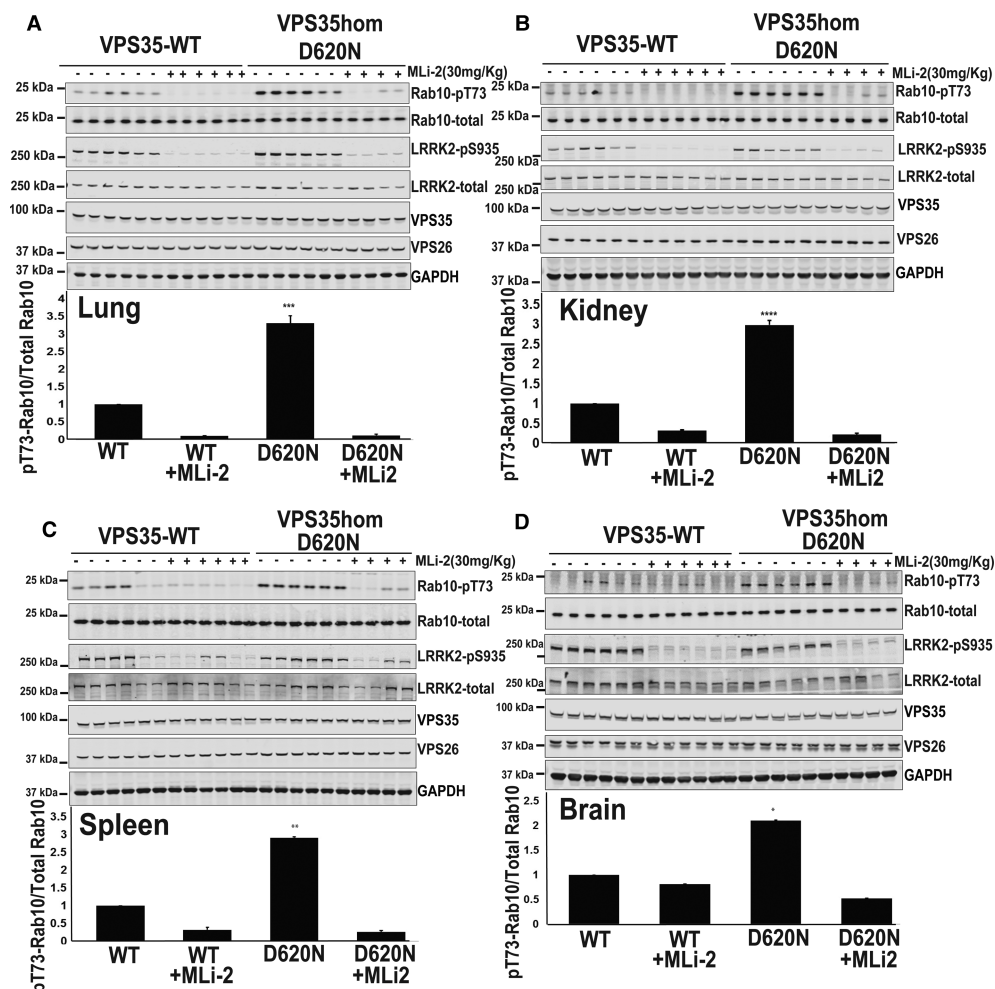 A
VPS35-WT
VPS35hom
D620N
- - - - - - + + + + + + - - - - - - + + + + MLi-2(30mg/Kg)
25 kDa Rab10-pT73
25 kDa Rab10-total
250 kDa LRRK2-pS935
250 kDa LRRK2-total
100 kDa VPS35
37 kDa VPS26
37 kDa GAPDH
Lung
pT73-Rab10/Total Rab10
4
3.5
3
2.5
2
1.5
1
0.5
0
***
WT WT D620N D620N
+MLi-2 +MLi2
B
VPS35-WT
VPS35hom
D620N
- - - - - - + + + + + + - - - - - - + + + + MLi-2(30mg/Kg)
25 kDa Rab10-pT73
25 kDa Rab10-total
250 kDa LRRK2-pS935
250 kDa LRRK2-total
100 kDa VPS35
37 kDa VPS26
37 kDa GAPDH
Kidney
pT73-Rab10/Total Rab10
3.5
3
2.5
2
1.5
1
0.5
0
****
WT WT D620N D620N
+MLi-2 +MLi2
C
VPS35-WT
VPS35hom
D620N
- - - - - - + + + + + + - - - - - - + + + + MLi-2(30mg/Kg)
25 kDa Rab10-pT73
25 kDa Rab10-total
250 kDa LRRK2-pS935
250 kDa LRRK2-total
100 kDa VPS35
37 kDa VPS26
37 kDa GAPDH
Spleen
pT73-Rab10/Total Rab10
3.5
3
2.5
2
1.5
1
0.5
0
**
WT WT D620N D620N
+MLi-2 +MLi2
D
VPS35-WT
VPS35hom
D620N
- - - - - - + + + + + + - - - - - - + + + + MLi-2(30mg/Kg)
25 kDa Rab10-pT73
25 kDa Rab10-total
250 kDa LRRK2-pS935
250 kDa LRRK2-total
100 kDa VPS35
37 kDa VPS26
37 kDa GAPDH
Brain
pT73-Rab10/Total Rab10
2.5
2
1.5
1
0.5
0
*
WT WT D620N D620N
+MLi-2 +MLi2